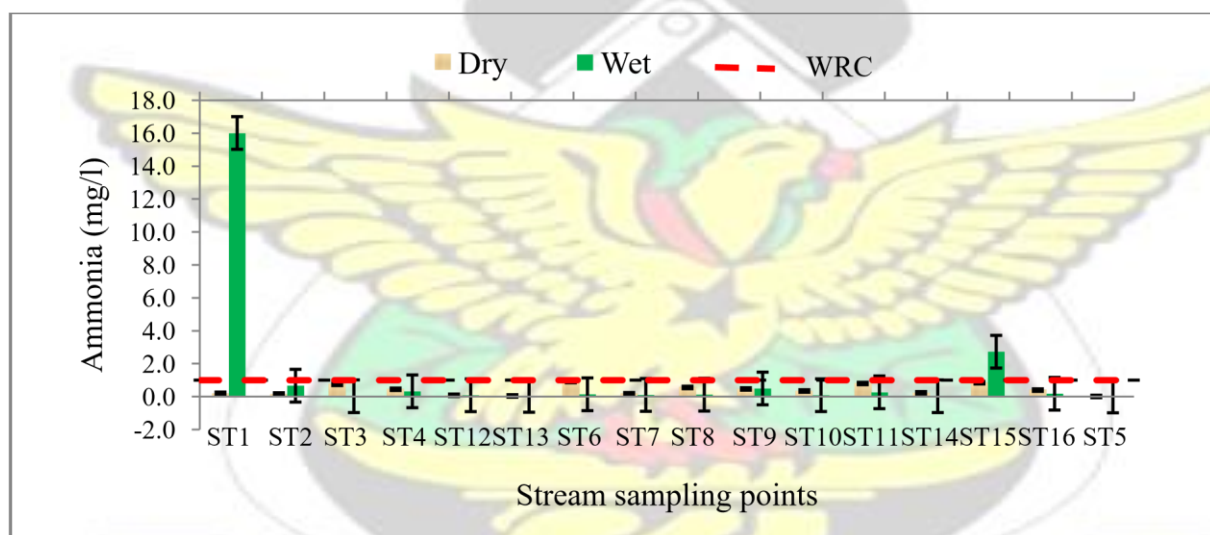 Dry Wet WRC
18.0
16.0
14.0
12.0
10.0
8.0
6.0
4.0
2.0
0.0
-2.0
Ammonia (mg/l)
ST1 ST2 ST3 ST4 ST12 ST13 ST6 ST7 ST8 ST9 ST10 ST11 ST14 ST15 ST16 ST5
Stream sampling points